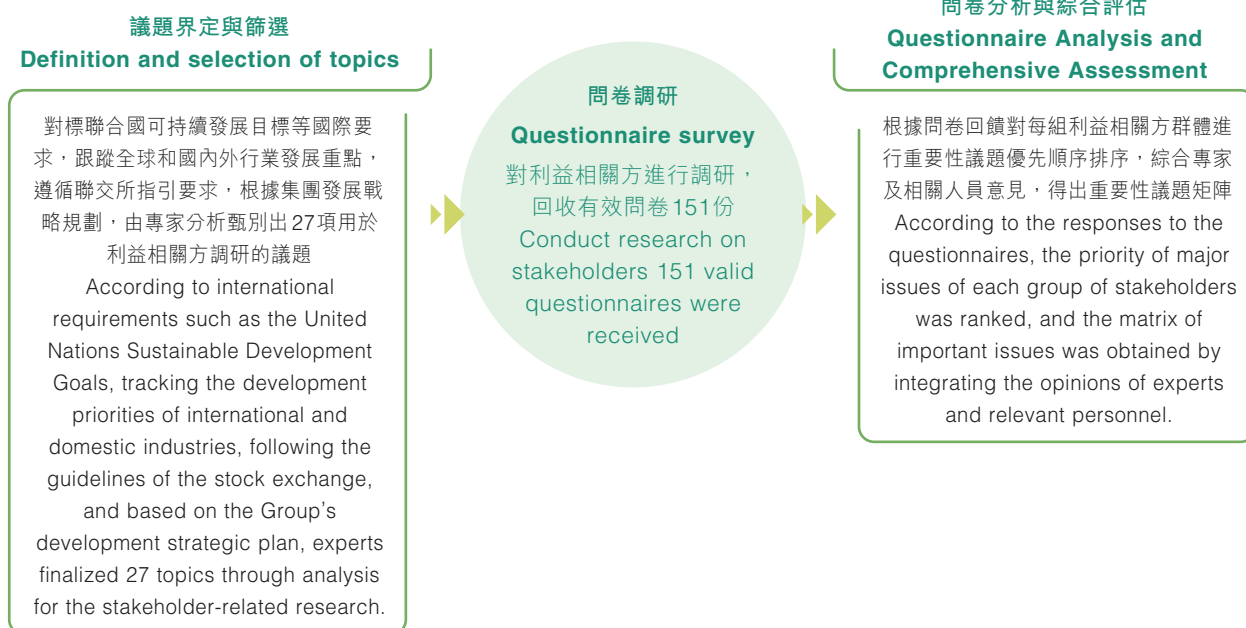 議題界定與篩選
Definition and selection of topics
對標聯合國可持續發展目標等國際要
求，跟蹤全球和國內外行業發展重點，
遵循聯交所指引要求，根據集團發展戰
略規劃，由專家分析甄別出27項用於
利益相關方調研的議題
According to international
requirements such as the United
Nations Sustainable Development
Goals, tracking the development
priorities of international and
domestic industries, following the
guidelines of the stock exchange,
and based on the Group’s
development strategic plan, experts
finalized 27 topics through analysis
for the stakeholder-related research.
問卷調研
Questionnaire survey
對利益相關方進行調研，
回收有效問卷151份
Conduct research on
stakeholders 151 valid
questionnaires were
received
問卷分析與綜合評估
Questionnaire Analysis and
Comprehensive Assessment
根據問卷回饋對每組利益相關方群體進
行重要性議題優先順序排序，綜合專家
及相關人員意見，得出重要性議題矩陣
According to the responses to the
questionnaires, the priority of major
issues of each group of stakeholders
was ranked, and the matrix of
important issues was obtained by
integrating the opinions of experts
and relevant personnel.